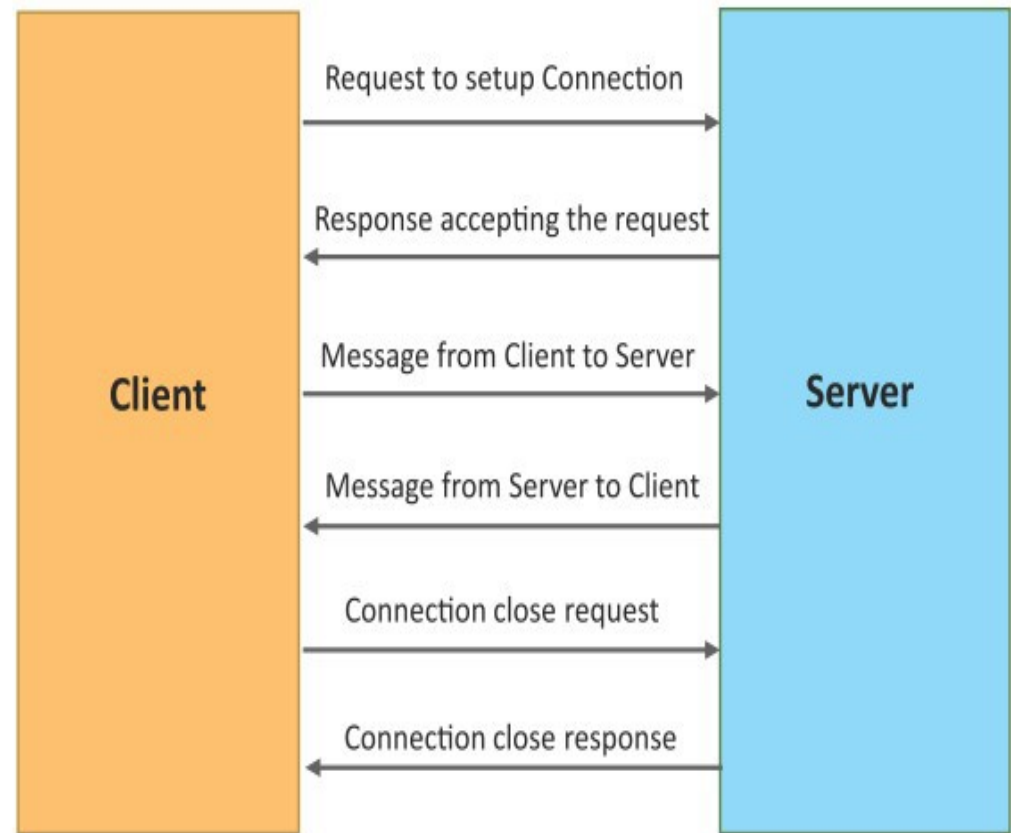 Request to setup Connection
Response accepting the request
Message from Client to Server
Client
Server
Message from Server to Client
Connection close request
Connection close response